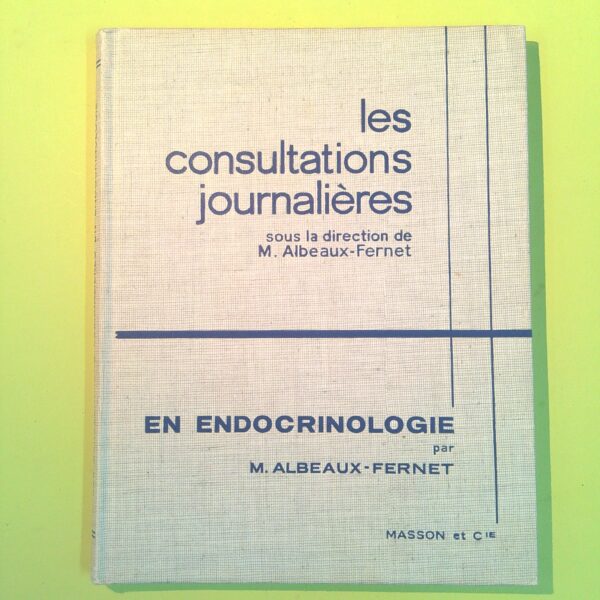 les
consultations
journalières
sous la direction de
M. Albeaux-Fernet
EN ENDOCRINOLOGIE
par
M. ALBEAUX-FERNET
MASSON et CIE